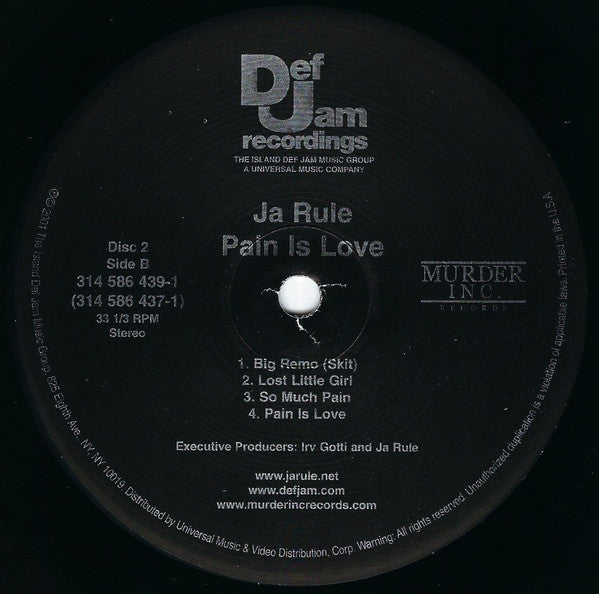 Def
Jam
recordings
THE ISLAND DEF JAM MUSIC GROUP
A UNIVERSAL MUSIC COMPANY
Ja Rule
Pain Is Love
Disc 2
Side B
314 586 439-1
(314 586 437-1)
33 1/3 RPM
Stereo
MURDER
INC.
RECORDS
1. Big Remo (Skit)
2. Lost Little Girl
3. So Much Pain
4. Pain Is Love
Executive Producers: Irv Gotti and Ja Rule
www.jarule.net
www.defjam.com
www.murderincrecords.com
℗© 2001 The Island Def Jam Music Group, 825 Eighth Ave., NY, NY 10019. Distributed by Universal Music & Video Distribution, Corp. Warning: All rights reserved. Unauthorized duplication is a violation of applicable laws. Printed in the U.S.A.